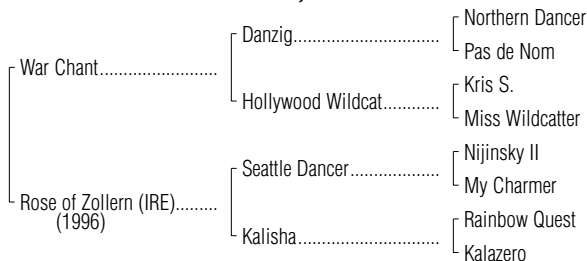 Northern Dancer
Danzig
Pas de Nom
War Chant
Kris S.
Hollywood Wildcat
Miss Wildcatter
Nijinsky II
Seattle Dancer
My Charmer
Rose of Zollern (IRE)
(1996)
Rainbow Quest
Kalisha
Kalazero